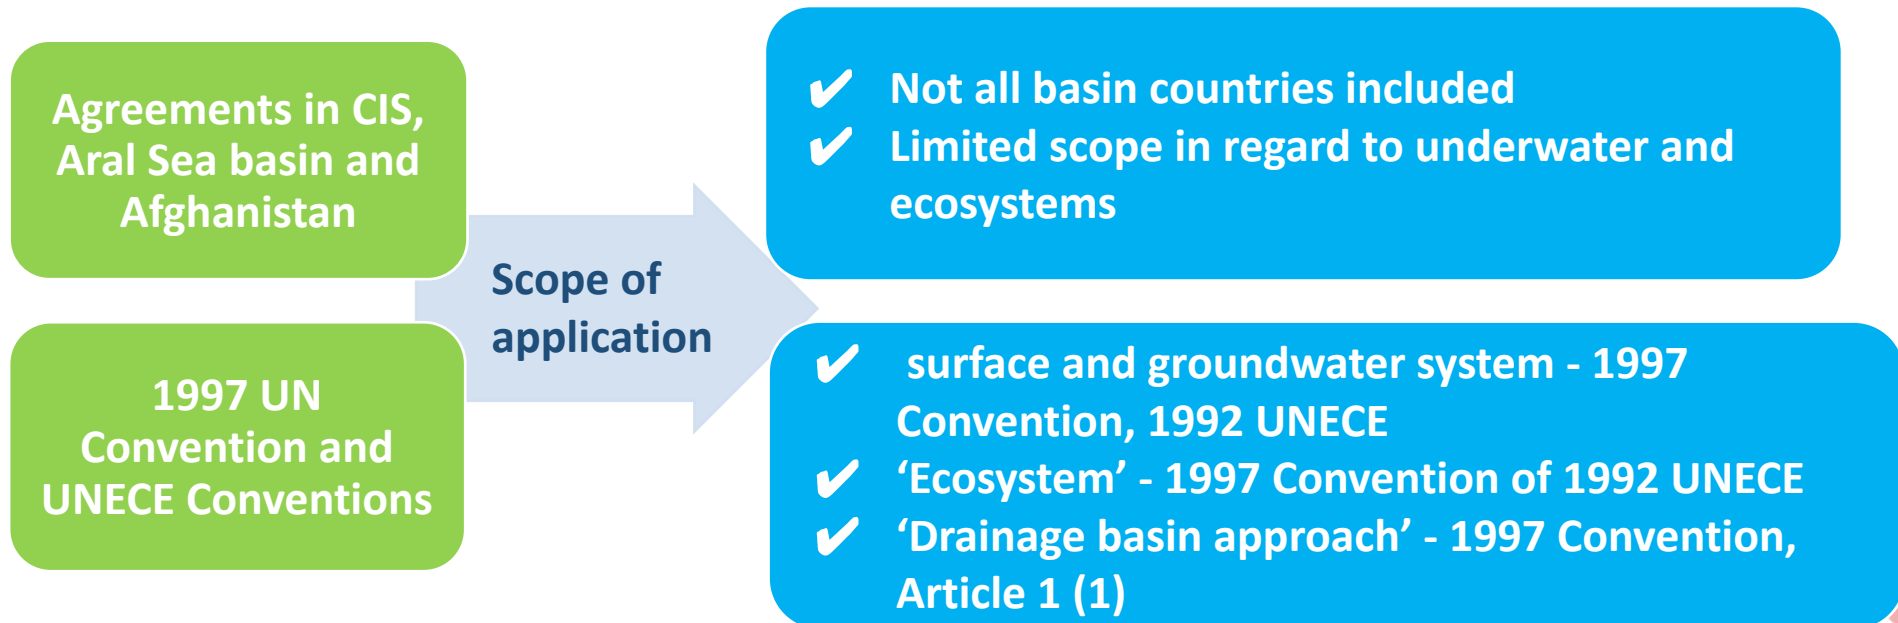 Agreements in CIS,
Aral Sea basin and
Afghanistan
1997 UN
Convention and
UNECE Conventions
Scope of
application
✔ Not all basin countries included
✔ Limited scope in regard to underwater and
ecosystems
✔ surface and groundwater system - 1997
Convention, 1992 UNECE
✔ ‘Ecosystem’ - 1997 Convention of 1992 UNECE
✔ ‘Drainage basin approach’ - 1997 Convention,
Article 1 (1)